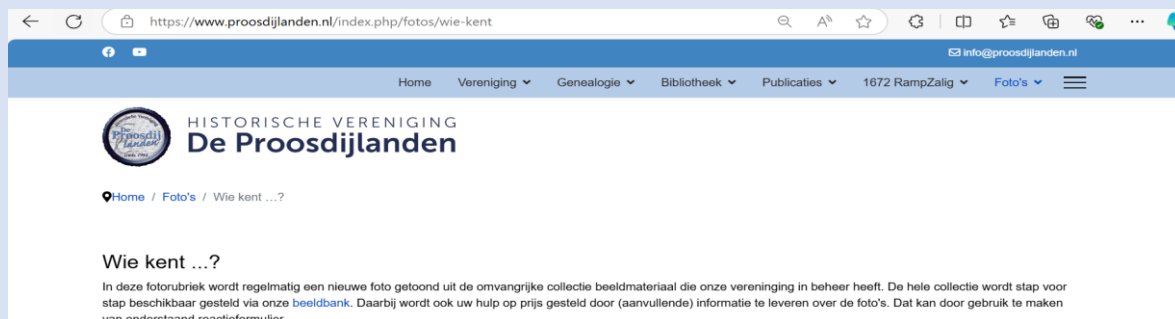 https://www.proosdijlanden.nl/index.php/fotos/wie-kent
info@proosdijlanden.nl
Home Vereniging Genealogie Bibliotheek Publicaties 1672 RampZalig Foto's
HISTORISCHE VERENIGING
De Proosdijlanden
Home / Foto's / Wie kent ...?
Wie kent ...?
In deze fotorubriek wordt regelmatig een nieuwe foto getoond uit de omvangrijke collectie beeldmateriaal die onze vereninging in beheer heeft. De hele collectie wordt stap voor
stap beschikbaar gesteld via onze beeldbank. Daarbij wordt ook uw hulp op prijs gesteld door (aanvullende) informatie te leveren over de foto's. Dat kan door gebruik te maken
van onderstaand reactieformulier